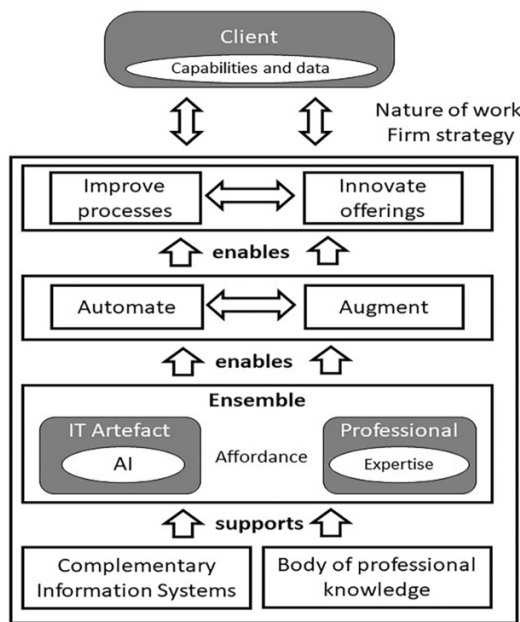 Client
Capabilities and data
Nature of work
Firm strategy
Improve
processes
Innovate
offerings
enables
Automate
Augment
enables
Ensemble
IT Artefact
AI
Affordance
Professional
Expertise
supports
Complementary
Information Systems
Body of professional
knowledge